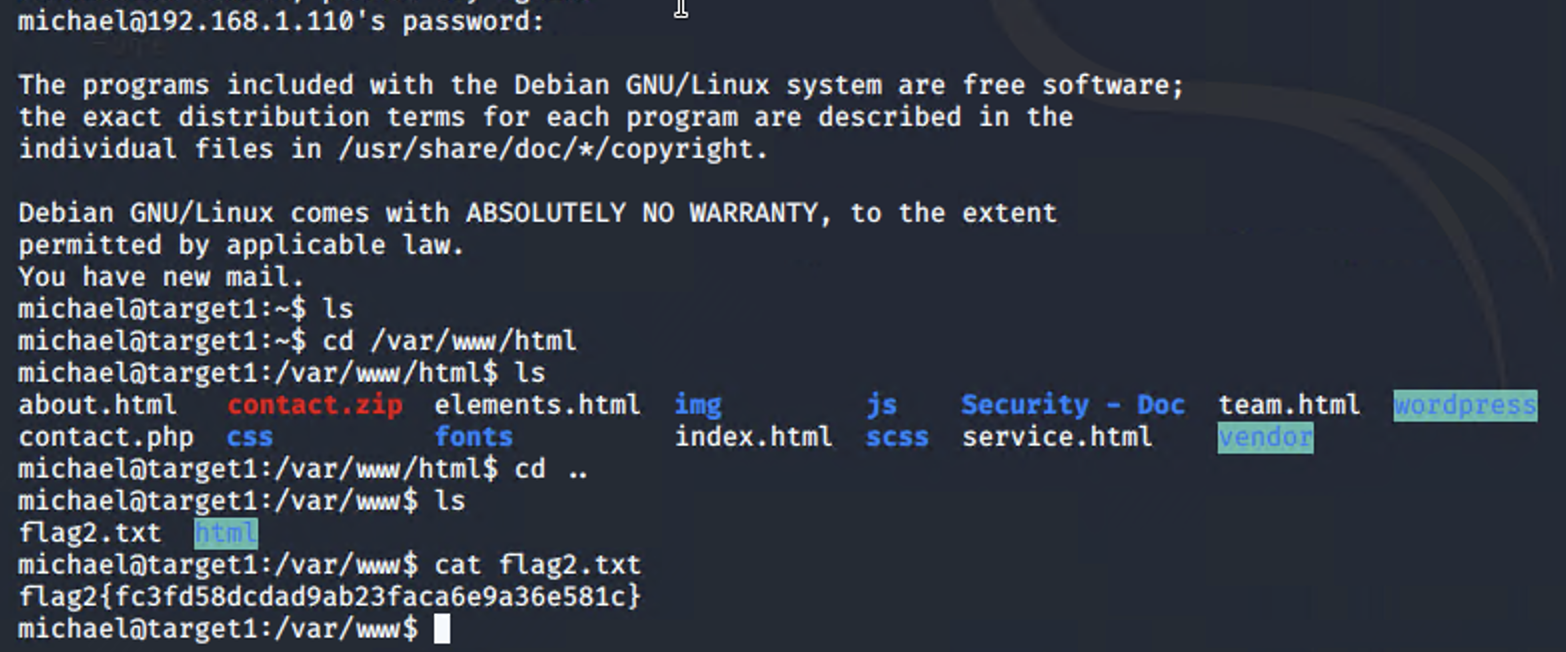 michael@192.168.1.110's password:
The programs included with the Debian GNU/Linux system are free software;
the exact distribution terms for each program are described in the
individual files in /usr/share/doc/*/copyright.
Debian GNU/Linux comes with ABSOLUTELY NO WARRANTY, to the extent
permitted by applicable law.
You have new mail.
michael@target1:~$ ls
michael@target1:~$ cd /var/www/html
michael@target1:/var/www/html$ ls
about.html contact.zip elements.html img js Security - Doc team.html wordpress
contact.php css fonts index.html scss service.html vendor
michael@target1:/var/www/html$ cd ..
michael@target1:/var/www$ ls
flag2.txt html
michael@target1:/var/www$ cat flag2.txt
flag2{fc3fd58dcdad9ab23faca6e9a36e581c}
michael@target1:/var/www$